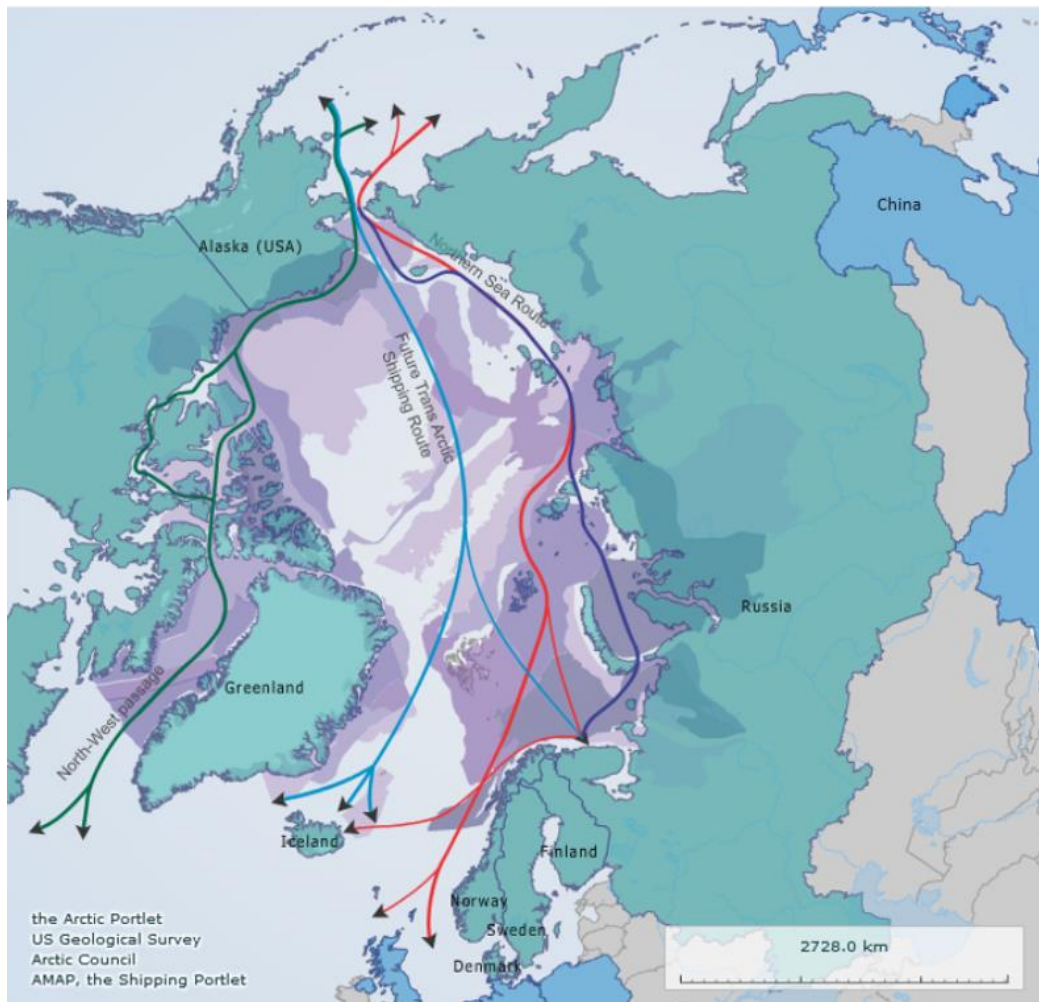 China
Alaska (USA)
Northern Sea Route
Future Trans Arctic
Shipping Route
Russia
Greenland
North-West passage
Iceland
Finland
Norway
Sweden
Denmark
the Arctic Portlet
US Geological Survey
Arctic Council
AMAP, the Shipping Portlet
2728.0 km